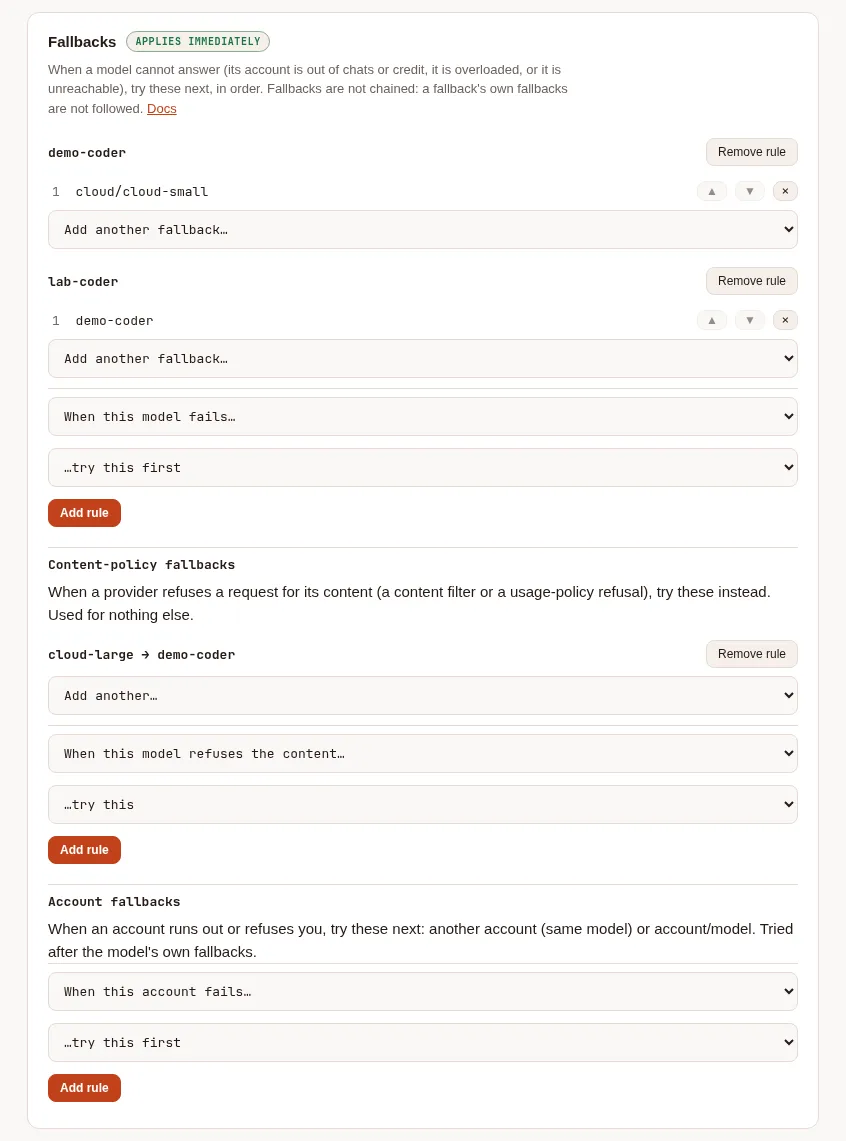 Fallbacks APPLIES IMMEDIATELY
When a model cannot answer (its account is out of chats or credit, it is overloaded, or it is
unreachable), try these next, in order. Fallbacks are not chained: a fallback's own fallbacks
are not followed. Docs
demo-coder Remove rule
1 cloud/cloud-small ▲ ▼ ×
Add another fallback…
lab-coder Remove rule
1 demo-coder ▲ ▼ ×
Add another fallback…
When this model fails…
…try this first
Add rule
Content-policy fallbacks
When a provider refuses a request for its content (a content filter or a usage-policy refusal), try these instead.
Used for nothing else.
cloud-large → demo-coder Remove rule
Add another…
When this model refuses the content…
…try this
Add rule
Account fallbacks
When an account runs out or refuses you, try these next: another account (same model) or account/model. Tried
after the model's own fallbacks.
When this account fails…
…try this first
Add rule